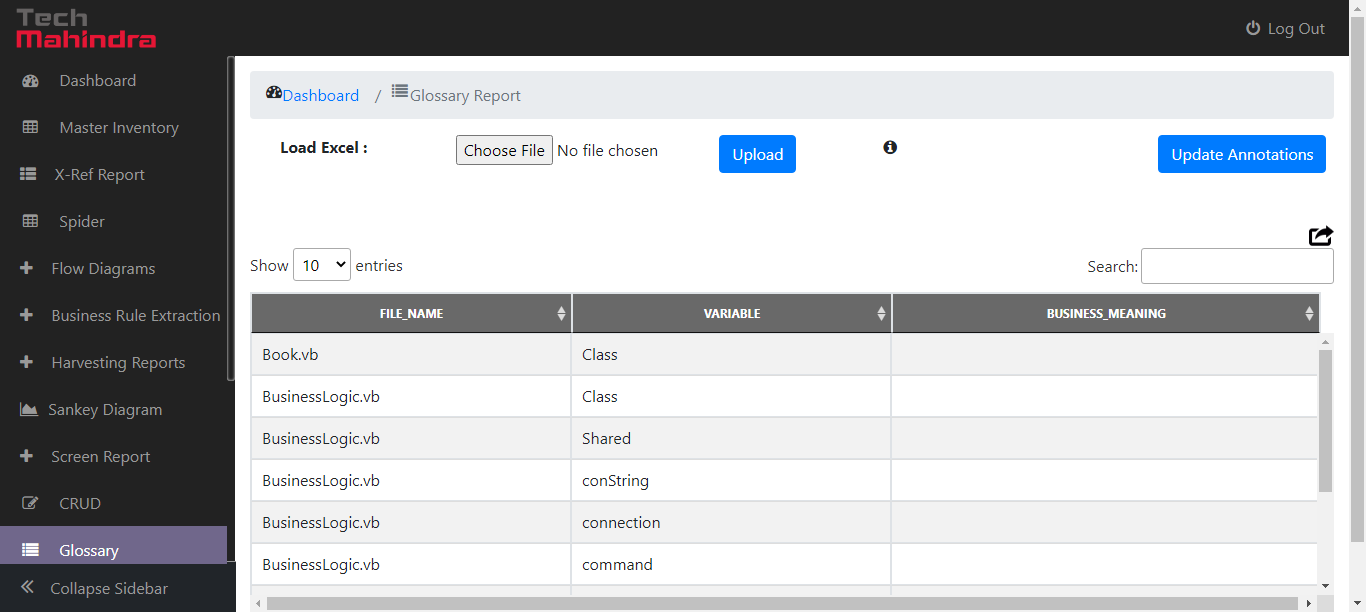 Tech
Mahindra
Log Out
Dashboard
Master Inventory
X-Ref Report
Spider
Flow Diagrams
Business Rule Extraction
Harvesting Reports
Sankey Diagram
Screen Report
CRUD
Glossary
Collapse Sidebar
Dashboard / Glossary Report
Load Excel : Choose File No file chosen Upload Update Annotations
Show 10 entries Search:
FILE_NAME VARIABLE BUSINESS_MEANING
Book.vb Class
BusinessLogic.vb Class
BusinessLogic.vb Shared
BusinessLogic.vb conString
BusinessLogic.vb connection
BusinessLogic.vb command